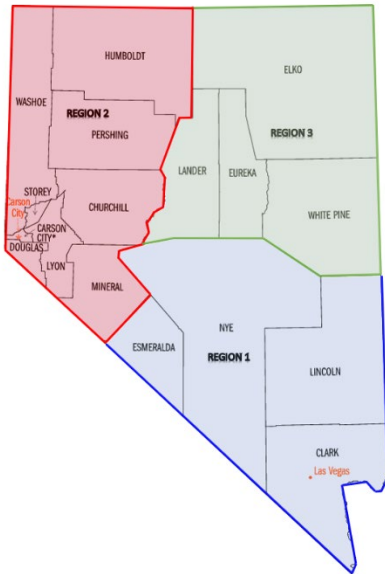 HUMBOLDT
ELKO
WASHOE
REGION 2
REGION 3
PERSHING
LANDER
EUREKA
STOREY
Carson
City
CHURCHILL
WHITE PINE
CARSON
CITY*
DOUGLAS
LYON
MINERAL
NYE
ESMERALDA
REGION 1
LINCOLN
CLARK
Las Vegas